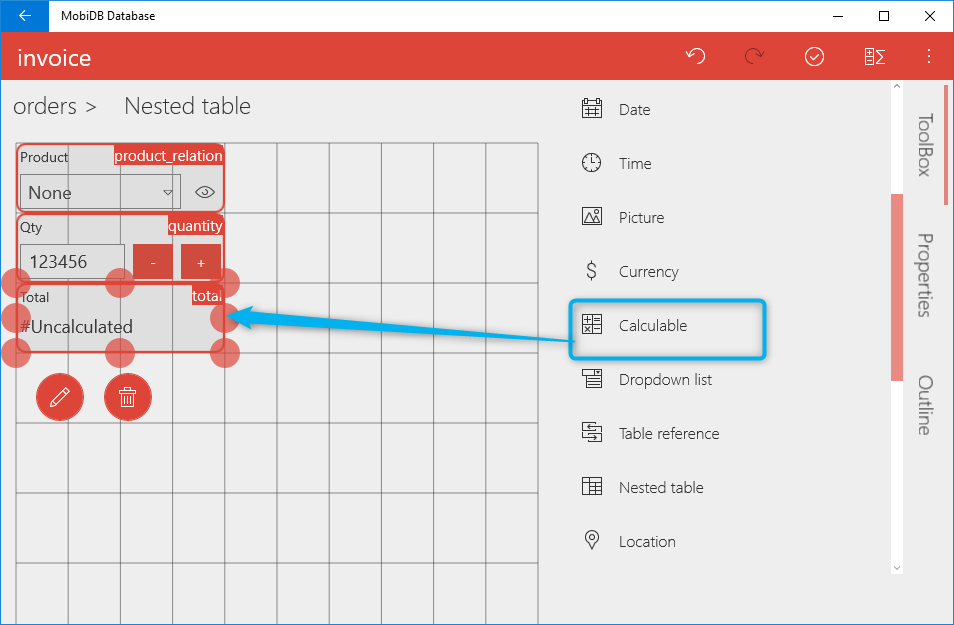 MobiDB Database
invoice
orders > Nested table
Product product_relation
None
Qty quantity
123456 - +
Total total
#Uncalculated
Date
Time
Picture
Currency
Calculable
Dropdown list
Table reference
Nested table
Location
ToolBox
Properties
Outline